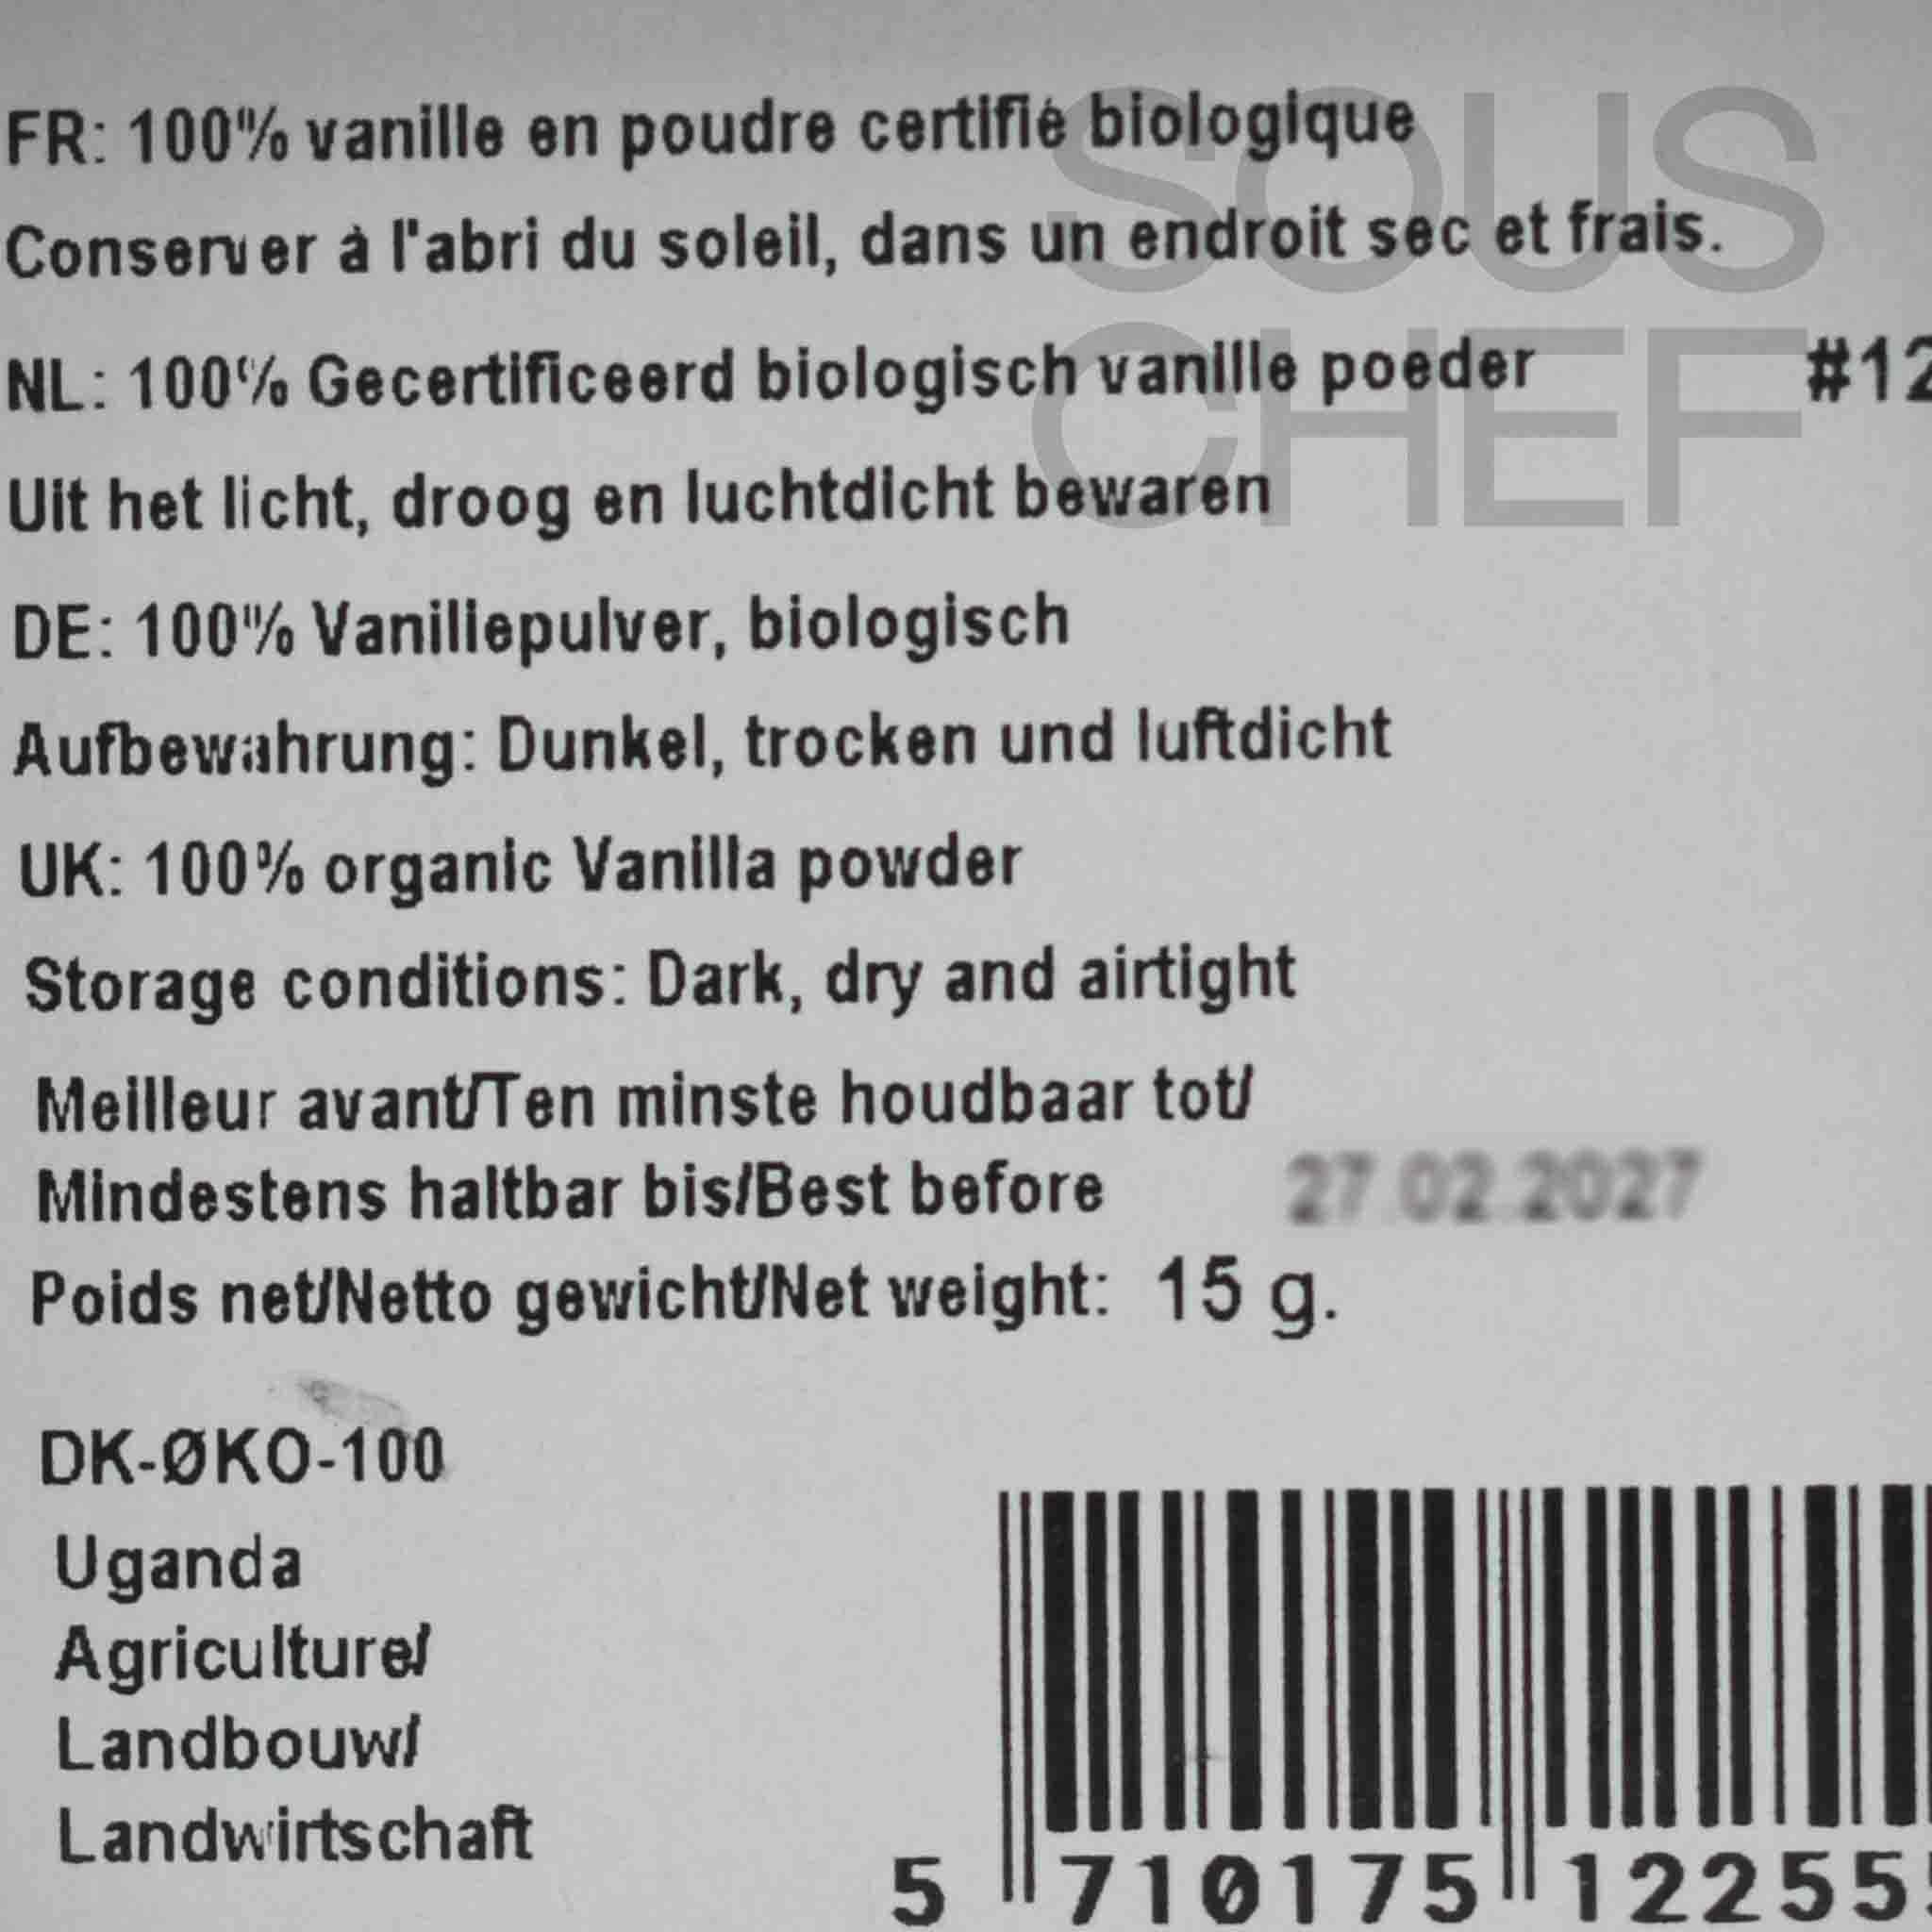 SOUS
CHEF
FR: 100% vanille en poudre certifié biologique
Conserver à l'abri du soleil, dans un endroit sec et frais.
NL: 100% Gecertificeerd biologisch vanille poeder #12
Uit het licht, droog en luchtdicht bewaren
DE: 100% Vanillepulver, biologisch
Aufbewahrung: Dunkel, trocken und luftdicht
UK: 100% organic Vanilla powder
Storage conditions: Dark, dry and airtight
Meilleur avant/Ten minste houdbaar tot/
Mindestens haltbar bis/Best before 27.02.2027
Poids net/Netto gewicht/Net weight: 15 g.
DK-ØKO-100
Uganda
Agriculture/
Landbouw/
Landwirtschaft
5 710175 12255